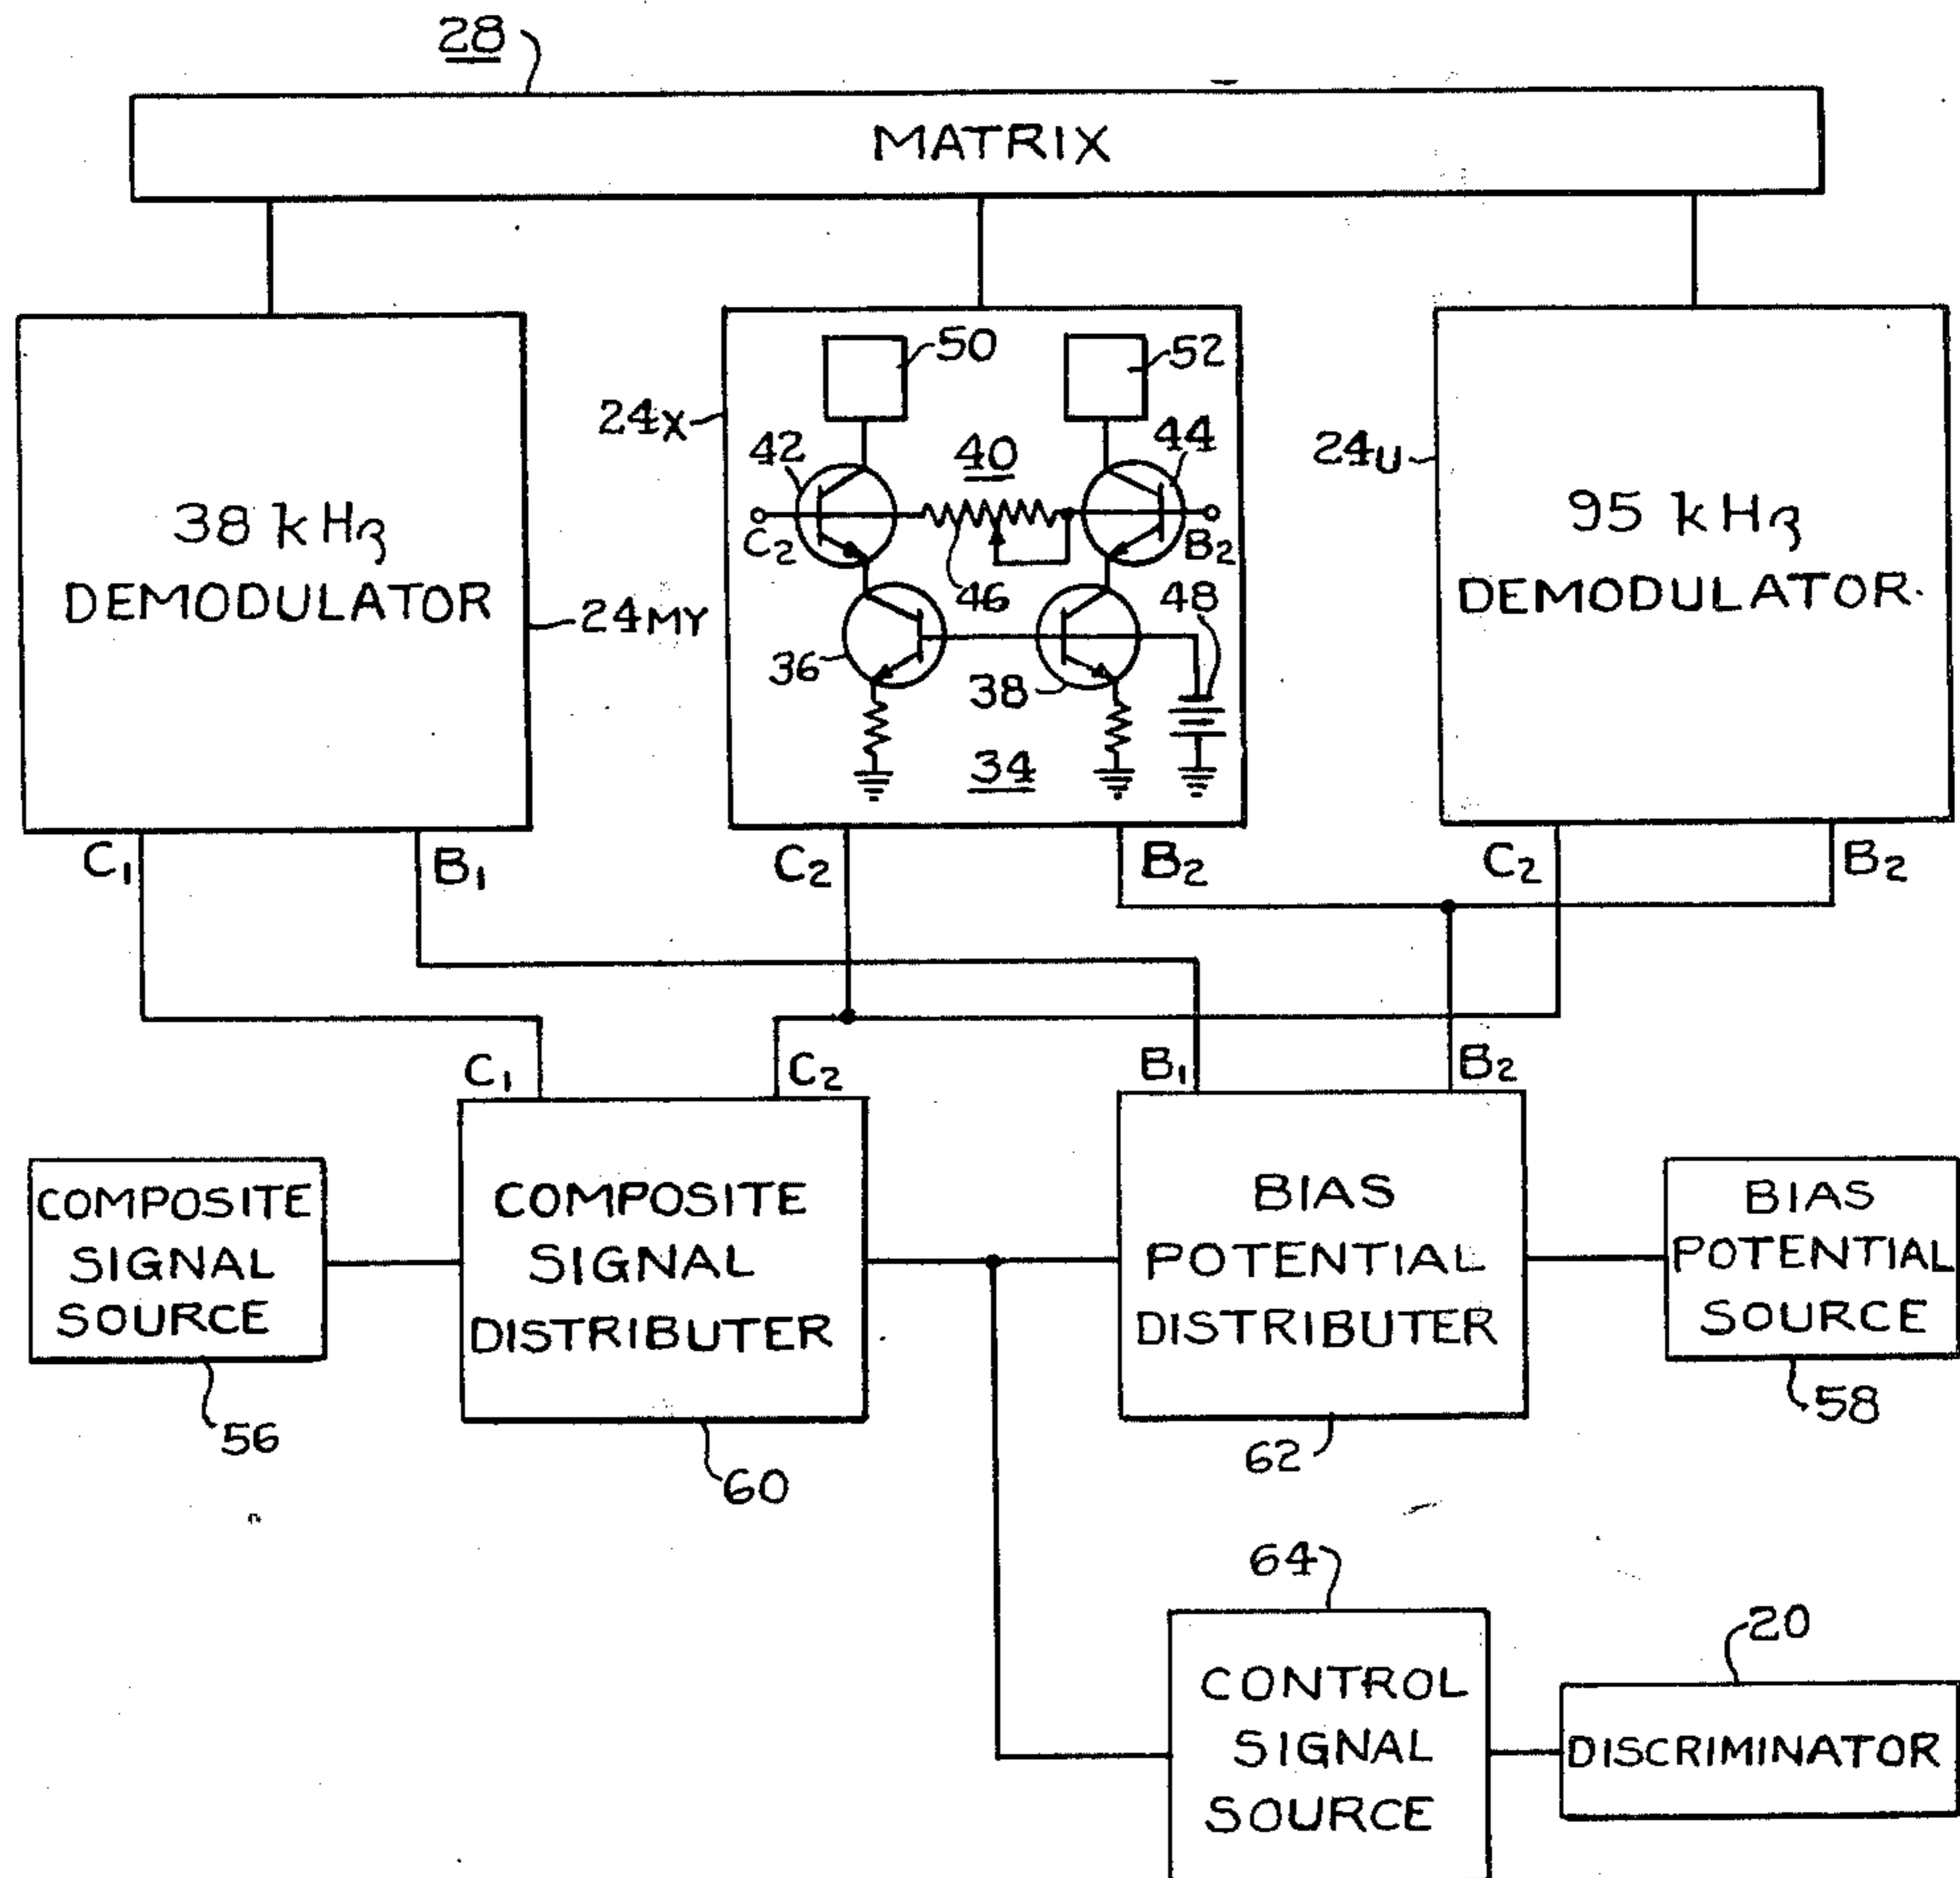 28
MATRIX
50
52
24X
42
40
44
24U
38 kHz
DEMODULATOR
C2
B2
95 kHz
DEMODULATOR
46
48
24MY
36
38
34
C1
B1
C2
B2
C2
B2
C1
C2
B1
B2
COMPOSITE
SIGNAL
SOURCE
COMPOSITE
SIGNAL
DISTRIBUTER
BIAS
POTENTIAL
DISTRIBUTER
BIAS
POTENTIAL
SOURCE
56
60
62
58
64
20
CONTROL
SIGNAL
SOURCE
DISCRIMINATOR